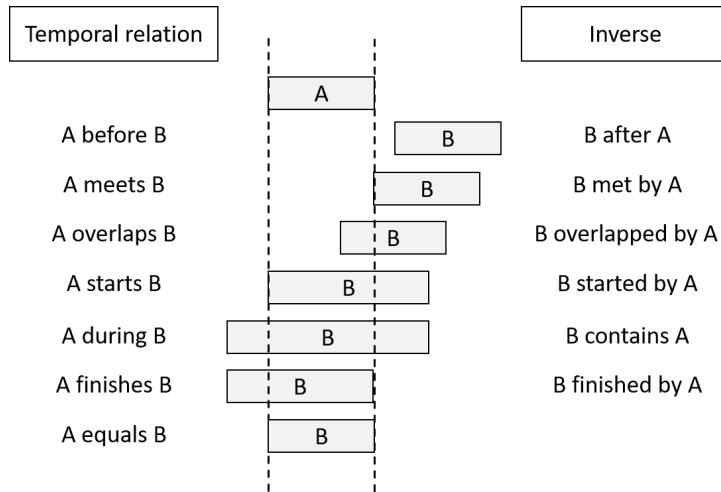 Temporal relation
Inverse
A
A before B
B
B after A
A meets B
B
B met by A
A overlaps B
B
B overlapped by A
A starts B
B
B started by A
A during B
B
B contains A
A finishes B
B
B finished by A
A equals B
B